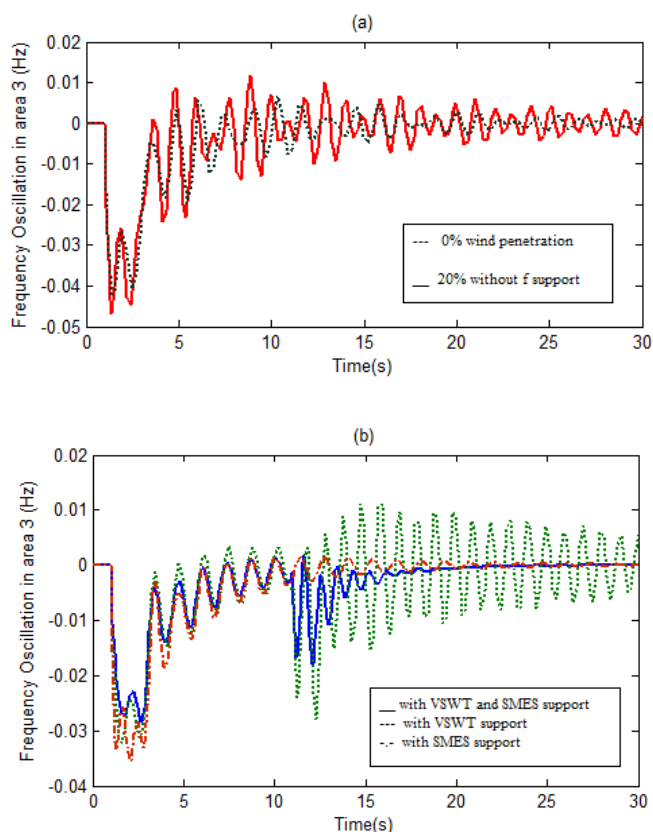 (a)
Frequency Oscillation in area 3 (Hz)
0.02
0.01
0
-0.01
-0.02
-0.03
-0.04
-0.05
0% wind penetration
20% without f support
0 5 10 15 20 25 30
Time(s)
(b)
Frequency Oscillation in area 3 (Hz)
0.02
0.01
0
-0.01
-0.02
-0.03
-0.04
with VSWT and SMES support
with VSWT support
with SMES support
0 5 10 15 20 25 30
Time(s)